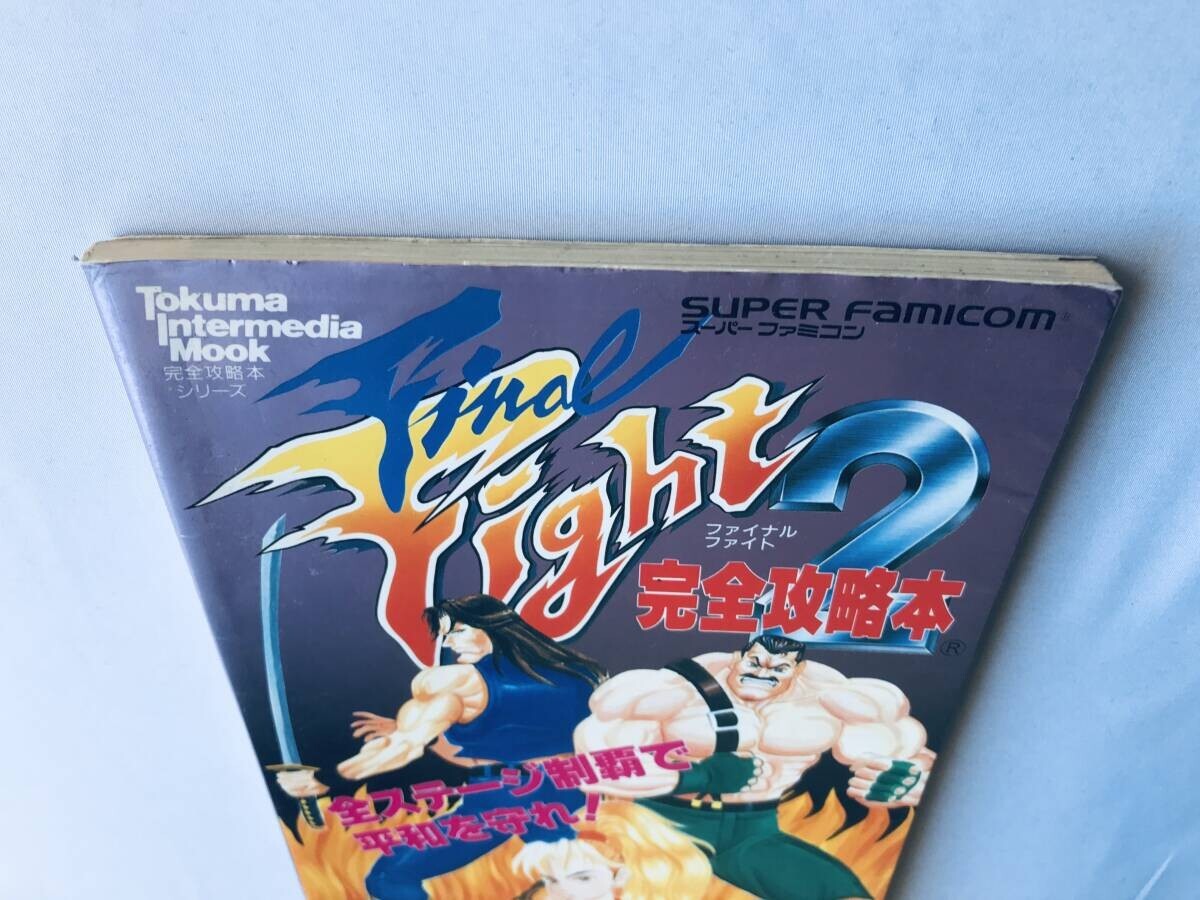 Tokuma
Intermedia
Mook
完全攻略本
シリーズ
SUPER FAMICOM®
スーパーファミコン
Final
Fight
2
ファイナル
ファイト
完全攻略本
®
全ステージ制覇で
平和を守れ!